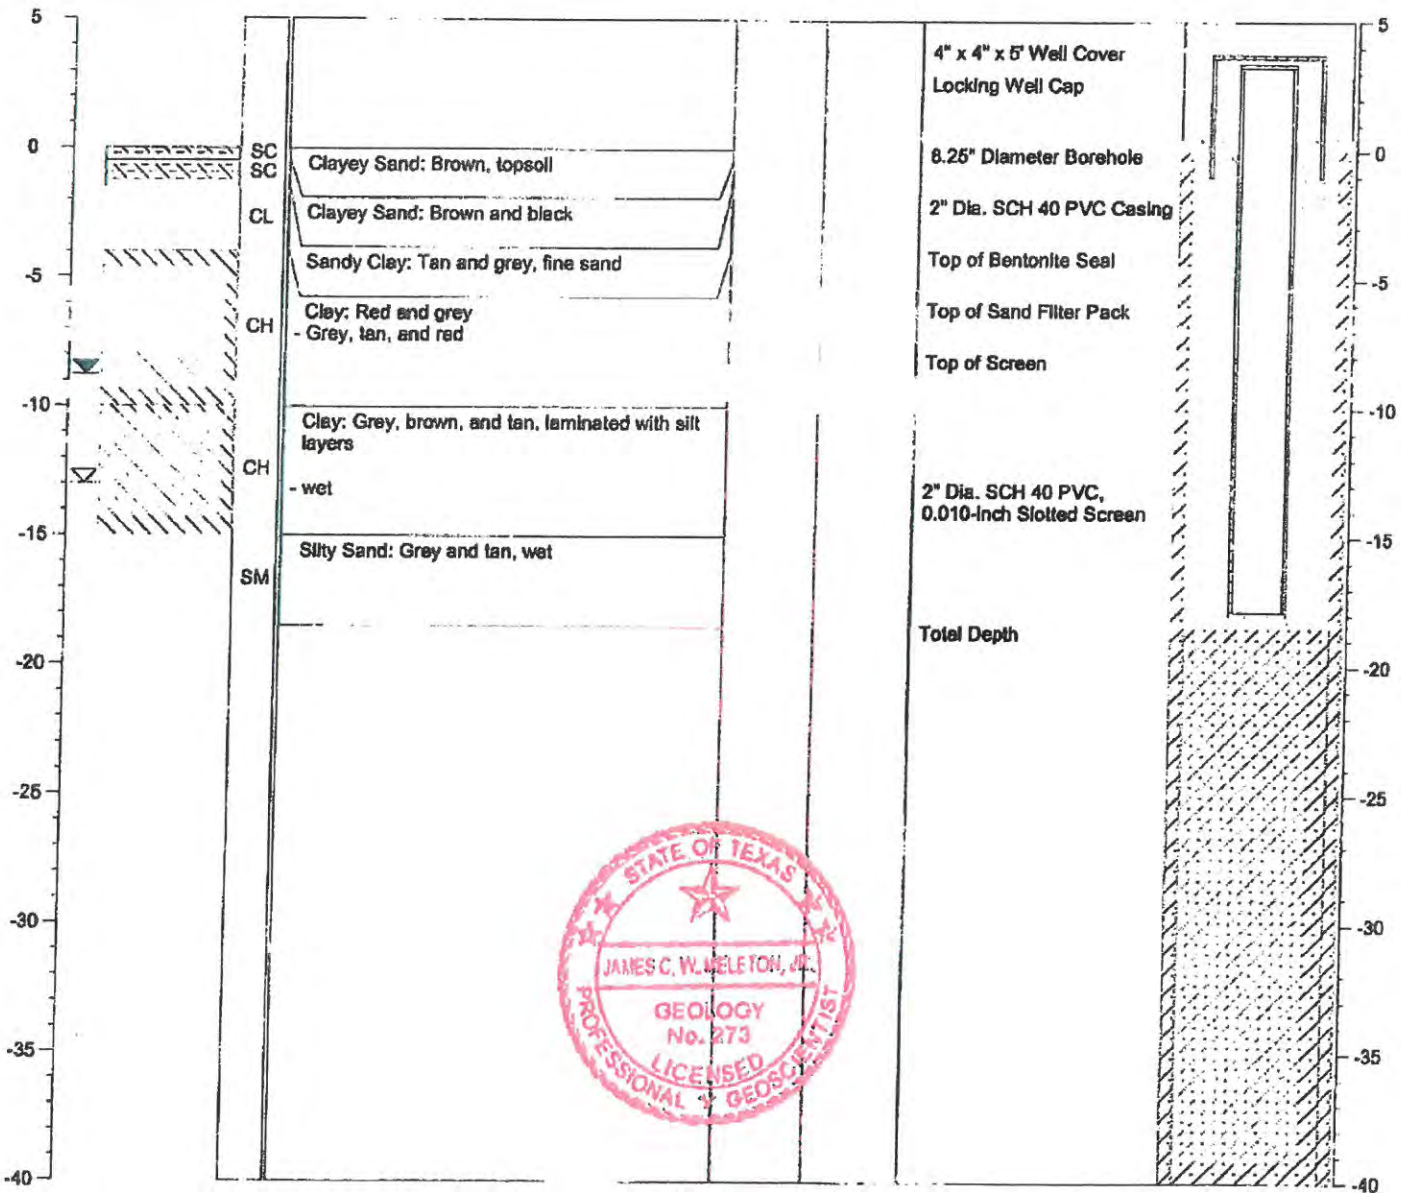 5
0
-5
-10
-15
-20
-25
-30
-35
-40
SC
SC
CL
CH
CH
SM
Clayey Sand: Brown, topsoil
Clayey Sand: Brown and black
Sandy Clay: Tan and grey, fine sand
Clay: Red and grey
- Grey, tan, and red
Clay: Grey, brown, and tan, laminated with silt
layers
- wet
Silty Sand: Grey and tan, wet
4" x 4" x 5' Well Cover
Locking Well Cap
8.25" Diameter Borehole
2" Dia. SCH 40 PVC Casing
Top of Bentonite Seal
Top of Sand Filter Pack
Top of Screen
2" Dia. SCH 40 PVC,
0.010-inch Slotted Screen
Total Depth
5
0
-5
-10
-15
-20
-25
-30
-35
-40
STATE OF TEXAS
JAMES C. W. MELETON, JR.
GEOLOGY
No. 273
LICENSED
PROFESSIONAL GEOSCIENTIST